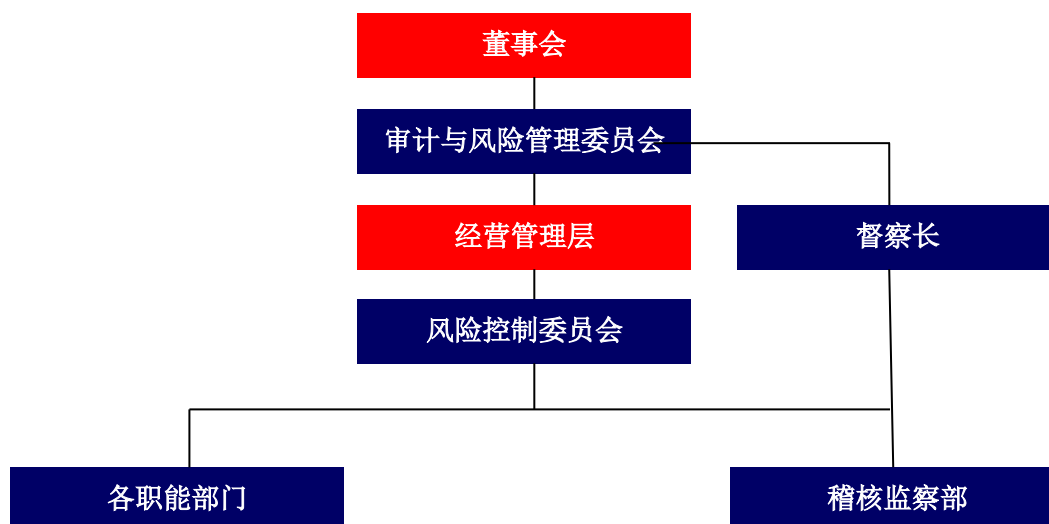 董事会
审计与风险管理委员会
经营管理层
督察长
风险控制委员会
各职能部门
稽核监察部